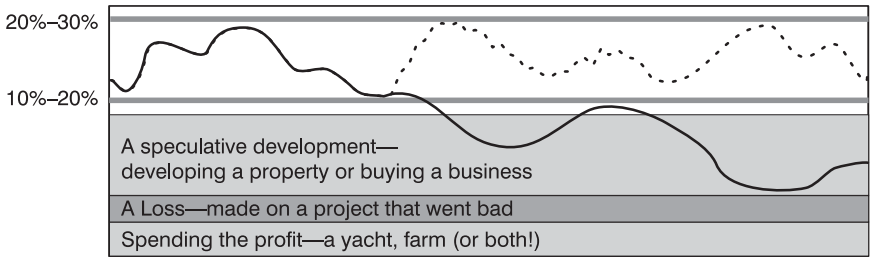 20%–30%
10%–20%
A speculative development—
developing a property or buying a business
A Loss—made on a project that went bad
Spending the profit—a yacht, farm (or both!)